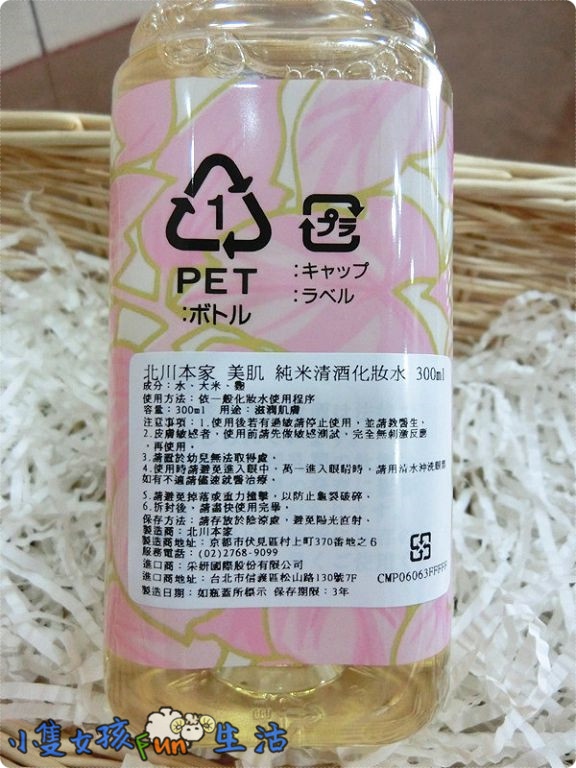 1
PET
:ボトル
プラ
:キャップ
:ラベル
北川本家 美肌 純米清酒化妝水 300ml
成分:水、大米、麴
使用方法:依一般化妝水使用程序
容量:300ml 用途:滋潤肌膚
注意事項:1.使用後若有過敏請停止使用,並請教醫生。
2.皮膚敏感者,使用前請先做敏感測試,完全無刺激反應
,再使用。
3.請置於幼兒無法取得處。
4.使用時請避免進入眼中,萬一進入眼睛時,請用清水沖洗眼部
如有不適請儘速就醫治療。
5.請避免掉落或重力撞擊,以防止龜裂破碎。
6.拆封後,請盡快使用完畢。
保存方法:請存放於陰涼處,避免陽光直射。
製造商:北川本家
製造商地址:京都市伏見區村上町370番地之6
服務電話:(02)2768-9099
進口商:采妍國際股份有限公司
進口商地址:台北市信義區松山路130號7F
製造日期:如瓶蓋所標示 保存期限:3年
CMP06063FFFFF
小隻女孩Fun生活